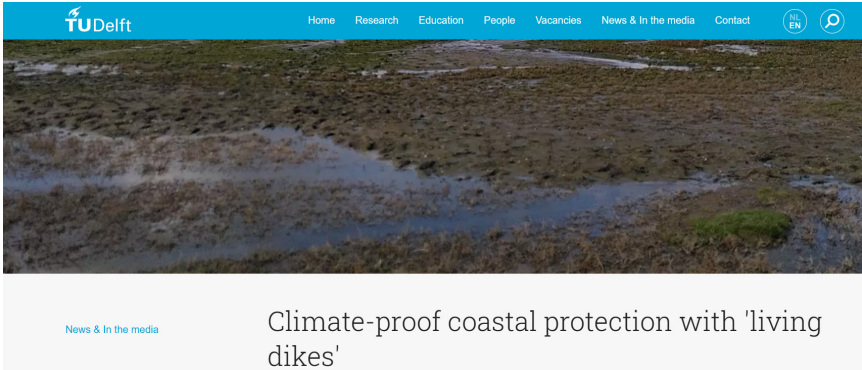 TUDelft
Home Research Education People Vacancies News & In the media Contact
NL
EN
News & In the media
Climate-proof coastal protection with 'living
dikes'